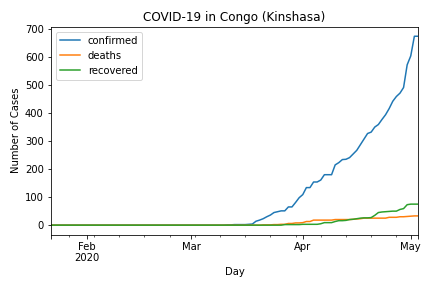 COVID-19 in Congo (Kinshasa)
confirmed
deaths
recovered
Number of Cases
700
600
500
400
300
200
100
0
Feb
2020
Mar
Apr
May
Day